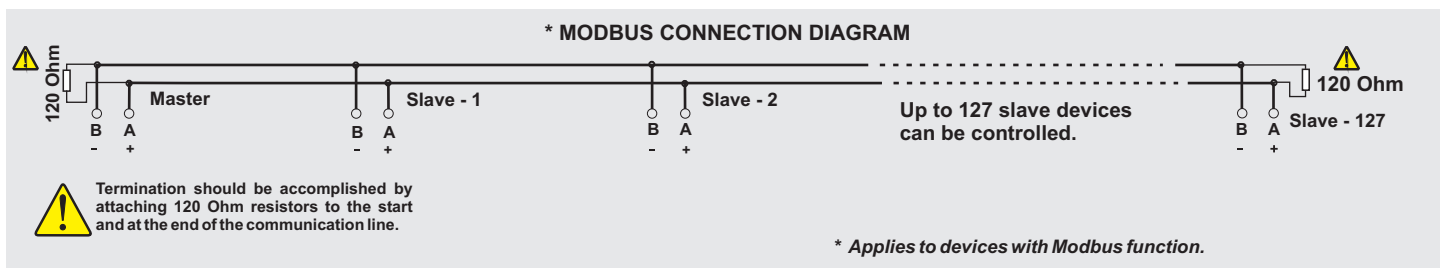 * MODBUS CONNECTION DIAGRAM
120 Ohm
Master
B A
- +
Slave - 1
B A
- +
Slave - 2
B A
- +
Up to 127 slave devices
can be controlled.
120 Ohm
Slave - 127
B A
- +
Termination should be accomplished by
attaching 120 Ohm resistors to the start
and at the end of the communication line.
* Applies to devices with Modbus function.